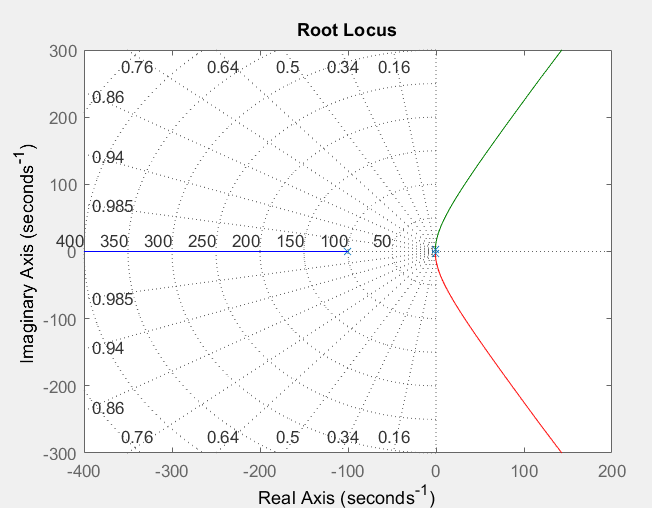 Root Locus
300
0.76 0.64 0.5 0.34 0.16
0.86
200
0.94
100
0.985
400 350 300 250 200 150 100 50
0
0.985
-100
0.94
-200
0.86
0.76 0.64 0.5 0.34 0.16
-300
-400 -300 -200 -100 0 100 200
Real Axis (seconds⁻¹)
Imaginary Axis (seconds⁻¹)